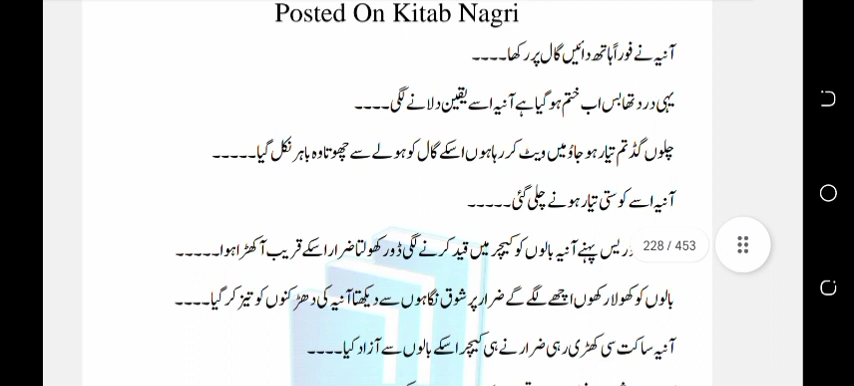 Posted On Kitab Nagri
آنیہ نے فوراً ہاتھ دائیں گال پر رکھا۔۔۔۔
یہی درد تھا بس اب ختم ہو گیا ہے آنیہ اسے یقین دلانے لگی۔۔۔۔
چلوں گڈ تم تیار ہو جاؤ میں ویٹ کر رہا ہوں اسکے گال کو ہولے سے چھوتا وہ باہر نکل گیا۔۔۔۔۔
آنیہ اسے کوستی تیار ہونے چلی گئی۔۔۔۔۔
پہنے آنیہ بالوں کو کیچر میں قید کرنے لگی ڈور کھولتا ضرار اسکے قریب آکھڑا ہوا۔۔۔۔۔
228 / 453
بالوں کو کھولا رکھوں اچھے لگے گے ضرار پر شوق نگاہوں سے دیکھتا آنیہ کی دھڑکنوں کو تیز کر گیا۔۔۔۔
آنیہ ساکت سی کھڑی رہی ضرار نے ہی کیچر اسکے بالوں سے آزاد کیا۔۔۔۔